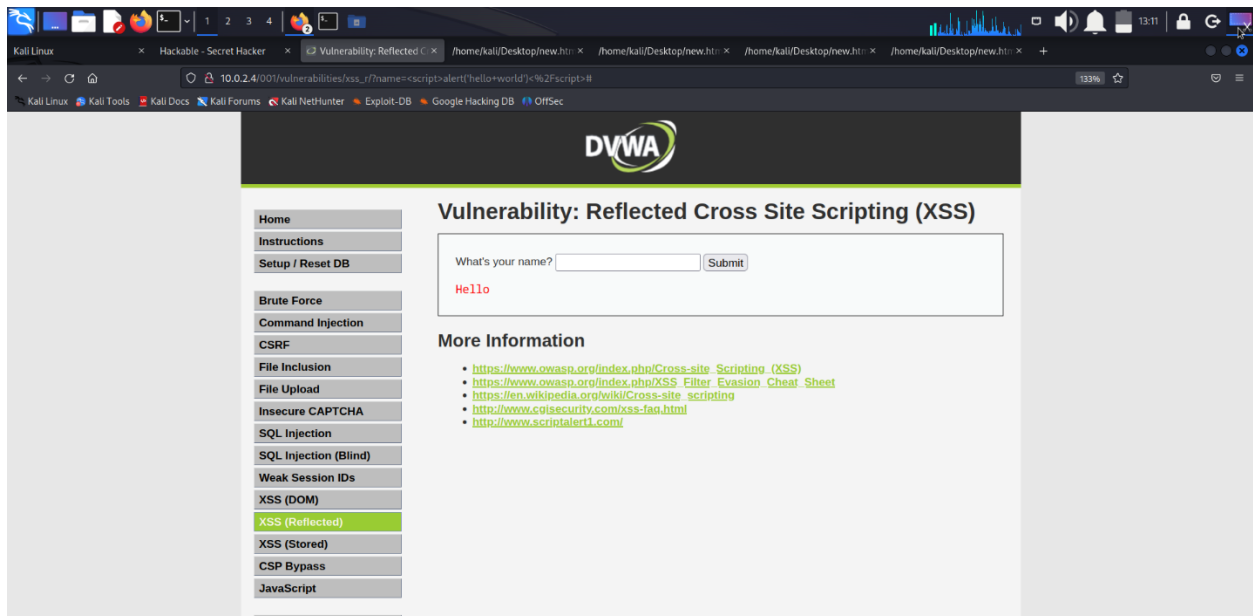 1 2 3 4 2 13:11
Kali Linux × Hackable - Secret Hacker × Vulnerability: Reflected C × /home/kali/Desktop/new.htm × /home/kali/Desktop/new.htm × /home/kali/Desktop/new.htm × /home/kali/Desktop/new.htm × +
10.0.2.4/001/vulnerabilities/xss_r/?name=<script>alert('hello+world')<%2Fscript># 133%
Kali Linux Kali Tools Kali Docs Kali Forums Kali NetHunter Exploit-DB Google Hacking DB OffSec
DVWA
Home
Instructions
Setup / Reset DB
Brute Force
Command Injection
CSRF
File Inclusion
File Upload
Insecure CAPTCHA
SQL Injection
SQL Injection (Blind)
Weak Session IDs
XSS (DOM)
XSS (Reflected)
XSS (Stored)
CSP Bypass
JavaScript
Vulnerability: Reflected Cross Site Scripting (XSS)
What's your name? Submit
Hello
More Information
https://www.owasp.org/index.php/Cross-site_Scripting_(XSS)
https://www.owasp.org/index.php/XSS_Filter_Evasion_Cheat_Sheet
https://en.wikipedia.org/wiki/Cross-site_scripting
http://www.cgisecurity.com/xss-faq.html
http://www.scriptalert1.com/